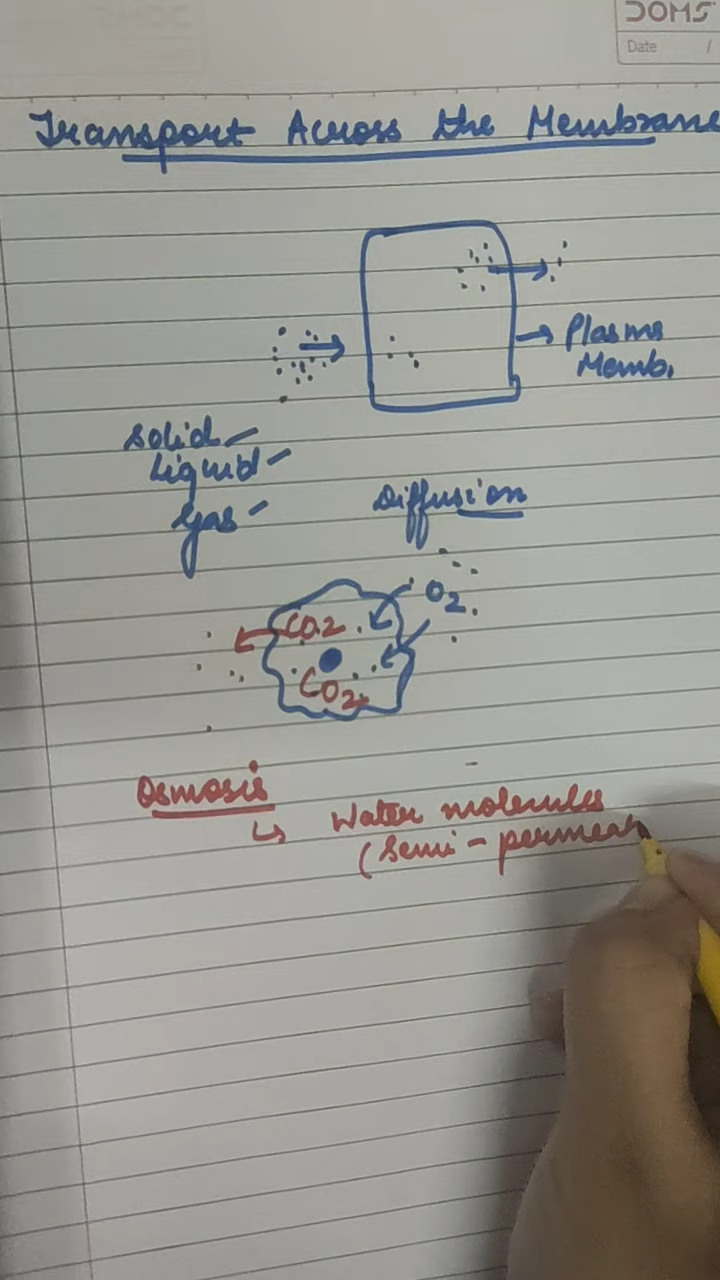 DOMS
Date /
Transport Across the Membrane
Plasma
Memb.
Solid
Liquid
Gas
Diffusion
O2
CO2
CO2
Osmosis
Water molecules
(Semi-permea